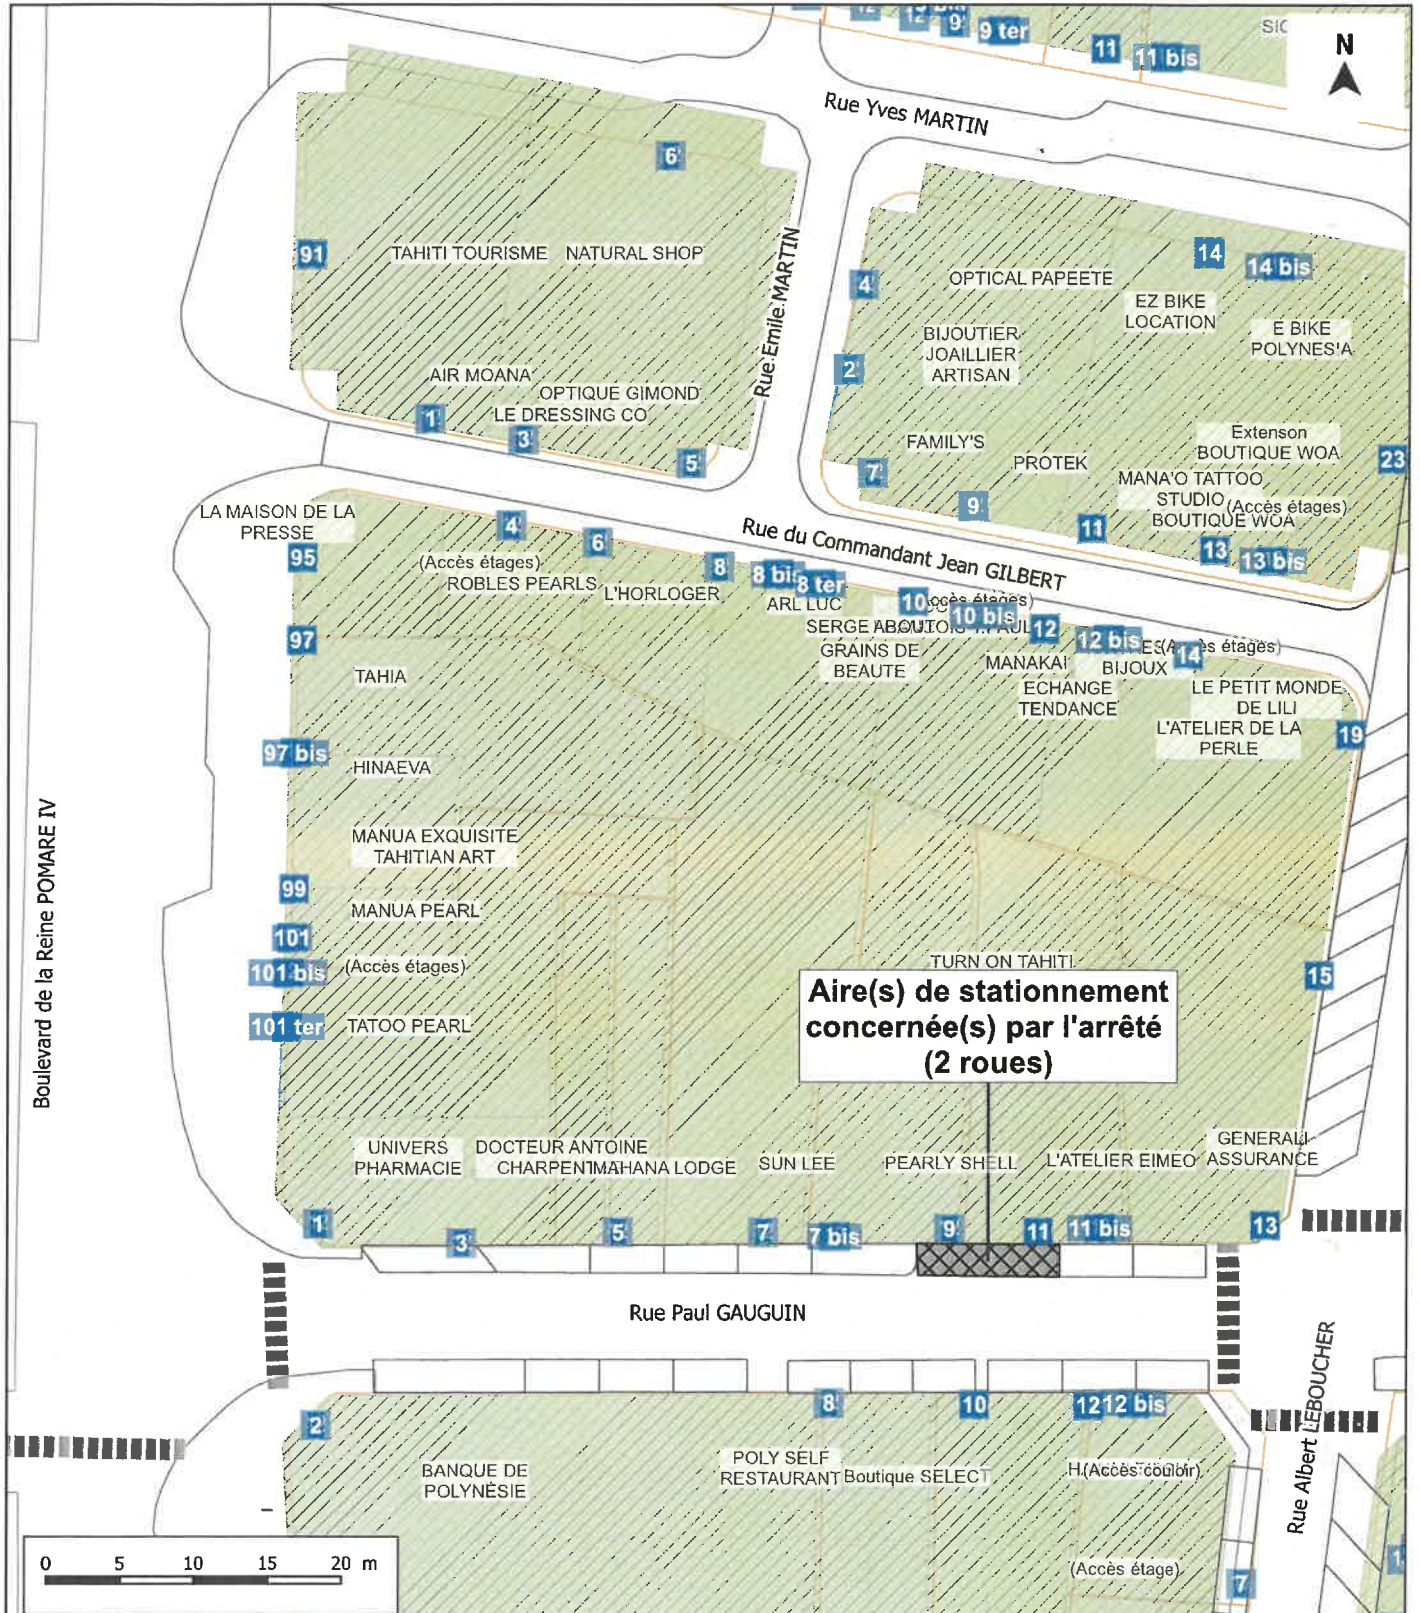 9
9 ter
11
11 bis
N
Rue Yves MARTIN
6
91
TAHITI TOURISME
NATURAL SHOP
Rue Emile MARTIN
4
OPTICAL PAPEETE
14
14 bis
EZ BIKE
LOCATION
E BIKE
POLYNES'A
BIJOUTIER
JOAILLIER
ARTISAN
2
AIR MOANA
OPTIQUE GIMOND
LE DRESSING CO
1
3
5
FAMILY'S
PROTEK
Extenson
BOUTIQUE WOA
23
MANA'O TATTOO
STUDIO
(Accès étages)
BOUTIQUE WOA
7
9
11
13
13 bis
LA MAISON DE LA
PRESSE
95
4
6
8
8 bis
8 ter
Rue du Commandant Jean GILBERT
(Accès étages)
ROBLES PEARLS
L'HORLOGER
ARL LUC
10
10 bis
12
12 bis
14
SERGE
GRAINS DE
BEAUTE
MANAKAI
ECHANGE
TENDANCE
BIJOUX
LE PETIT MONDE
DE LILI
L'ATELIER DE LA
PERLE
19
97
TAHIA
97 bis
HINAEVA
Boulevard de la Reine POMARE IV
MANUA EXQUISITE
TAHITIAN ART
99
MANUA PEARL
101
101 bis
(Accès étages)
101 ter
TATOO PEARL
TURN ON TAHITI
15
Aire(s) de stationnement
concernée(s) par l'arrêté
(2 roues)
UNIVERS
PHARMACIE
DOCTEUR ANTOINE
MAHANA LODGE
SUN LEE
PEARLY SHELL
L'ATELIER EIMEO
GENERALI
ASSURANCE
1
3
5
7
7 bis
9
11
11 bis
13
Rue Paul GAUGUIN
Rue Albert LEBOUCHER
2
8
10
12
12 bis
BANQUE DE
POLYNÉSIE
POLY SELF
RESTAURANT
Boutique SELECT
(Accès couloir)
(Accès étage)
7
0 5 10 15 20 m